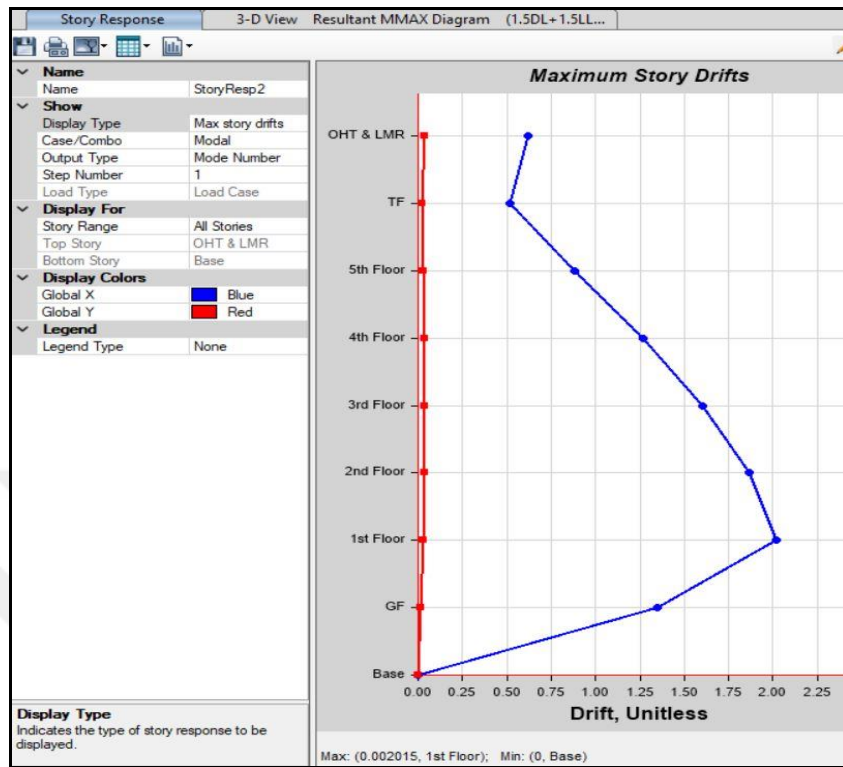 Story Response 3-D View Resultant MMAX Diagram (1.5DL+1.5LL...
Name
Name StoryResp2
Show
Display Type Max story drifts
Case/Combo Modal
Output Type Mode Number
Step Number 1
Load Type Load Case
Display For
Story Range All Stories
Top Story OHT & LMR
Bottom Story Base
Display Colors
Global X Blue
Global Y Red
Legend
Legend Type None
Display Type
Indicates the type of story response to be
displayed.
Maximum Story Drifts
OHT & LMR
TF
5th Floor
4th Floor
3rd Floor
2nd Floor
1st Floor
GF
Base
0.00 0.25 0.50 0.75 1.00 1.25 1.50 1.75 2.00 2.25
Drift, Unitless
Max: (0.002015, 1st Floor); Min: (0, Base)